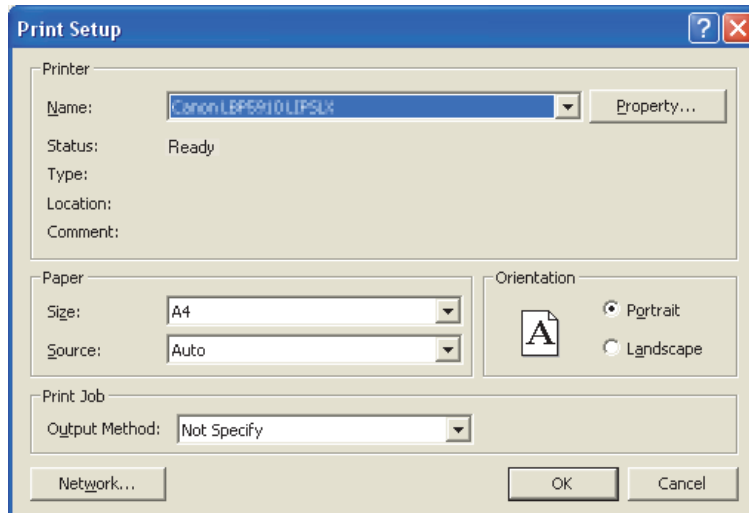 Print Setup
Printer
Name: Canon LBP5910 LIPSLX Property...
Status: Ready
Type:
Location:
Comment:
Paper
Size: A4
Source: Auto
Orientation
A
Portrait
Landscape
Print Job
Output Method: Not Specify
Network... OK Cancel